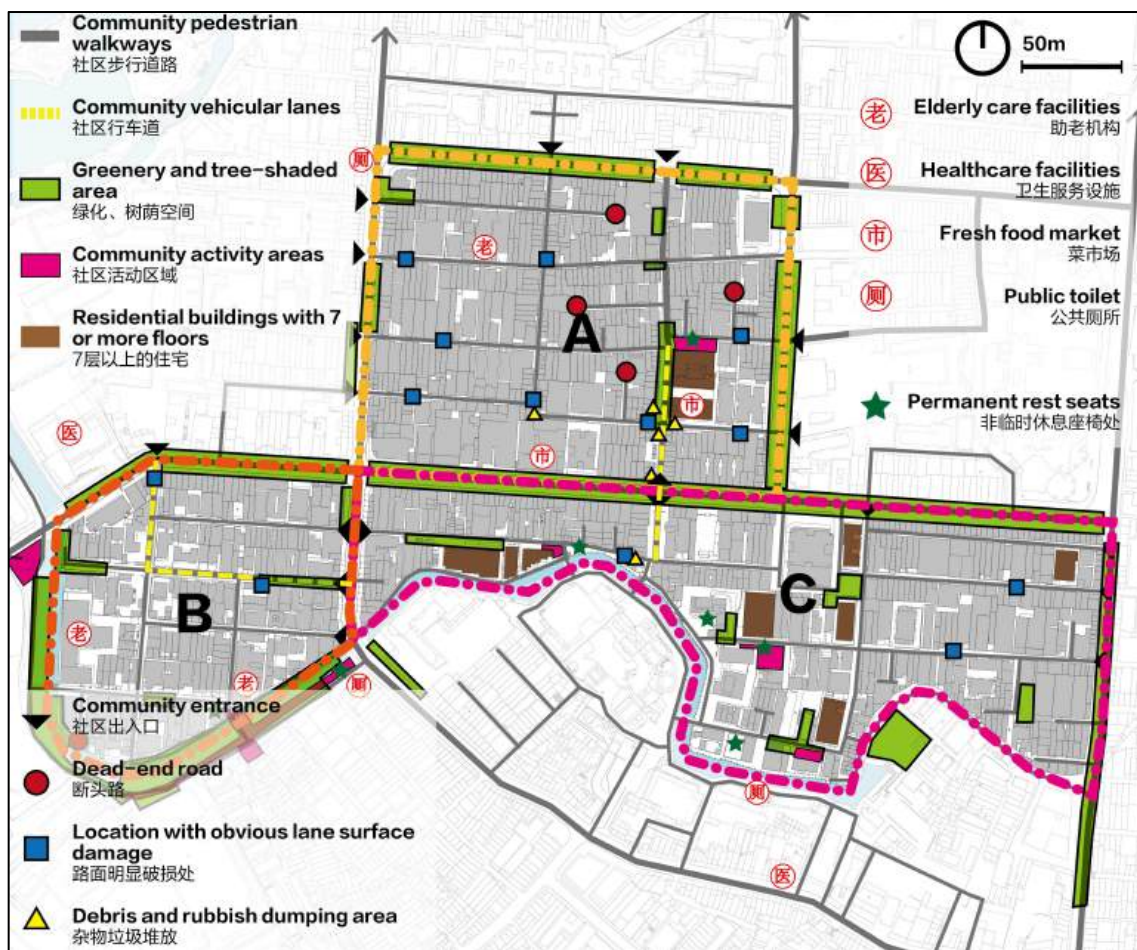 Community pedestrian
walkways
社区步行道路
Community vehicular lanes
社区行车道
Greenery and tree-shaded
area
绿化、树荫空间
Community activity areas
社区活动区域
Residential buildings with 7
or more floors
7层以上的住宅
50m
老 Elderly care facilities
助老机构
医 Healthcare facilities
卫生服务设施
市 Fresh food market
菜市场
厕 Public toilet
公共厕所
Permanent rest seats
非临时休息座椅处
厕
老
A
市
医
市
B
C
老
老
厕
厕
医
Community entrance
社区出入口
Dead-end road
断头路
Location with obvious lane surface
damage
路面明显破损处
Debris and rubbish dumping area
杂物垃圾堆放